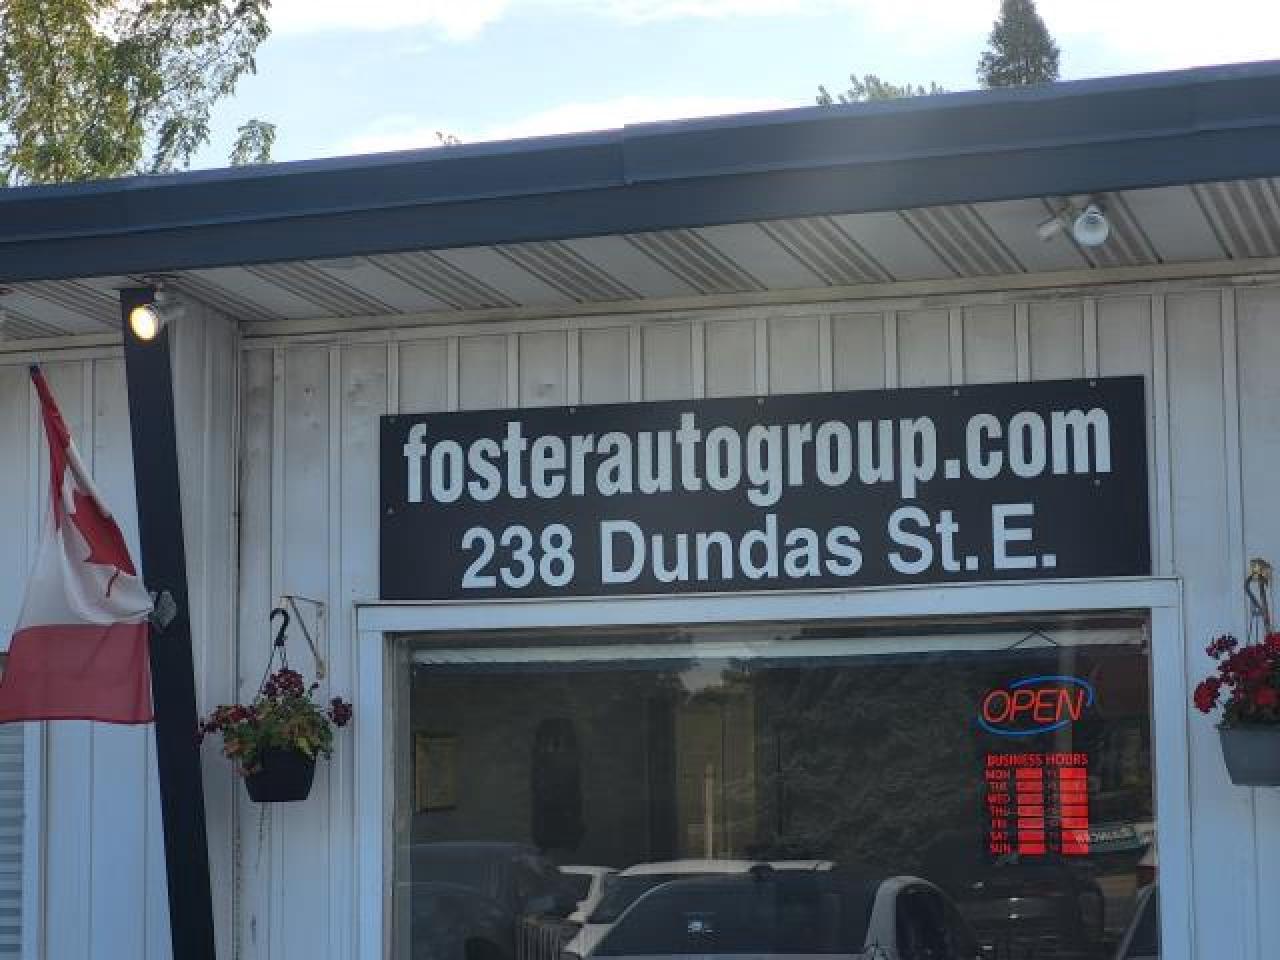 fosterautogroup.com
238 Dundas St. E.
OPEN
BUSINESS HOURS
MON
TUE
WED
THU
FRI
SAT
SUN